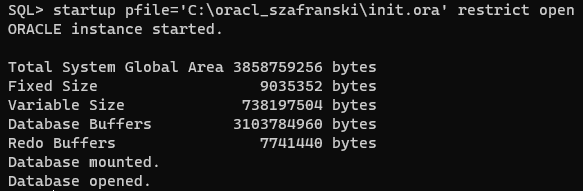 SQL> startup pfile='C:\oracl_szafranski\init.ora' restrict open
ORACLE instance started.

Total System Global Area 3858759256 bytes
Fixed Size                  9035352 bytes
Variable Size             738197504 bytes
Database Buffers         3103784960 bytes
Redo Buffers                7741440 bytes
Database mounted.
Database opened.